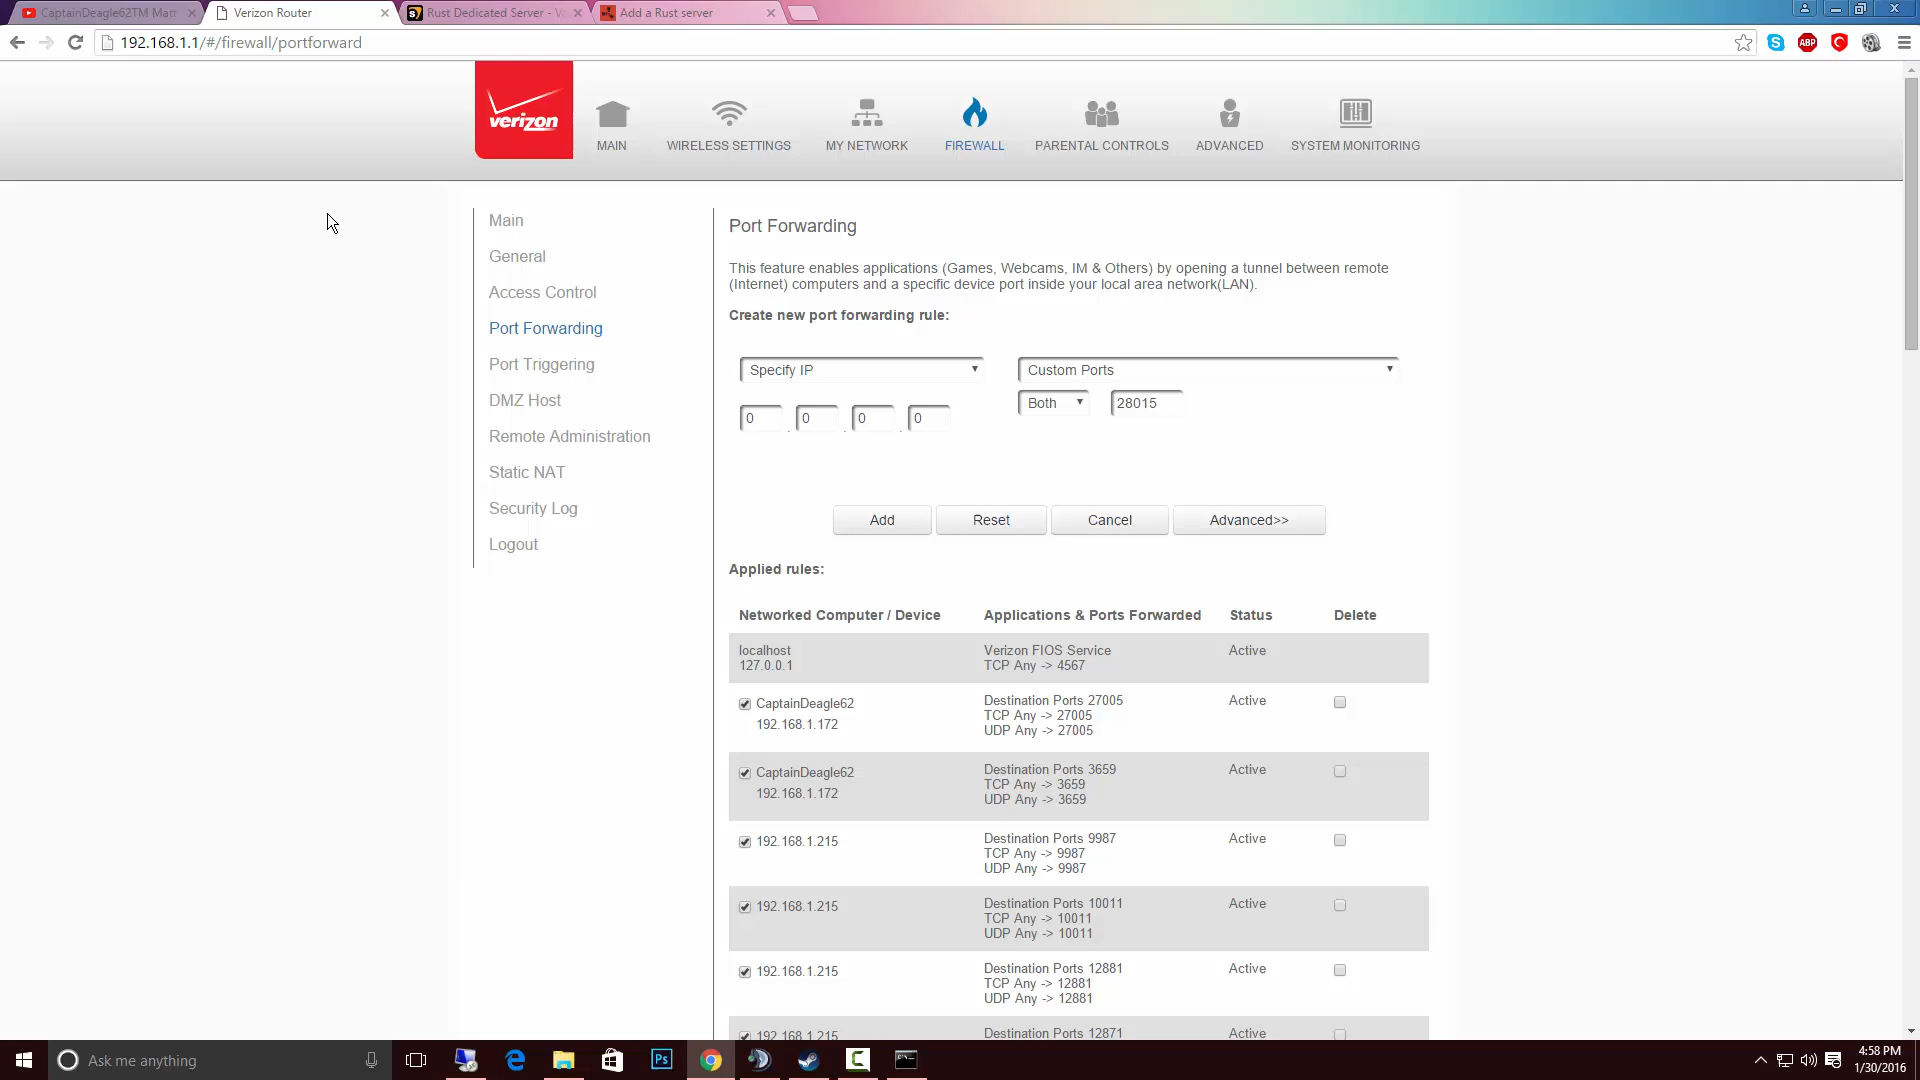 CaptainDeagle62TM Matt
Verizon Router
Rust Dedicated Server - Va
Add a Rust server
192.168.1.1/#/firewall/portforward
ABP
verizon
MAIN
WIRELESS SETTINGS
MY NETWORK
FIREWALL
PARENTAL CONTROLS
ADVANCED
SYSTEM MONITORING
Main
General
Access Control
Port Forwarding
Port Triggering
DMZ Host
Remote Administration
Static NAT
Security Log
Logout
Port Forwarding
This feature enables applications (Games, Webcams, IM & Others) by opening a tunnel between remote
(Internet) computers and a specific device port inside your local area network(LAN).
Create new port forwarding rule:
Specify IP
Custom Ports
Both
28015
0 . 0 . 0 . 0
Add
Reset
Cancel
Advanced>>
Applied rules:
Networked Computer / Device Applications & Ports Forwarded Status Delete
localhost
127.0.0.1
Verizon FIOS Service
TCP Any -> 4567
Active
CaptainDeagle62
192.168.1.172
Destination Ports 27005
TCP Any -> 27005
UDP Any -> 27005
Active
CaptainDeagle62
192.168.1.172
Destination Ports 3659
TCP Any -> 3659
UDP Any -> 3659
Active
192.168.1.215
Destination Ports 9987
TCP Any -> 9987
UDP Any -> 9987
Active
192.168.1.215
Destination Ports 10011
TCP Any -> 10011
UDP Any -> 10011
Active
192.168.1.215
Destination Ports 12881
TCP Any -> 12881
UDP Any -> 12881
Active
192.168.1.215
Destination Ports 12871
Active
Ask me anything
Ps
4:58 PM
1/30/2016